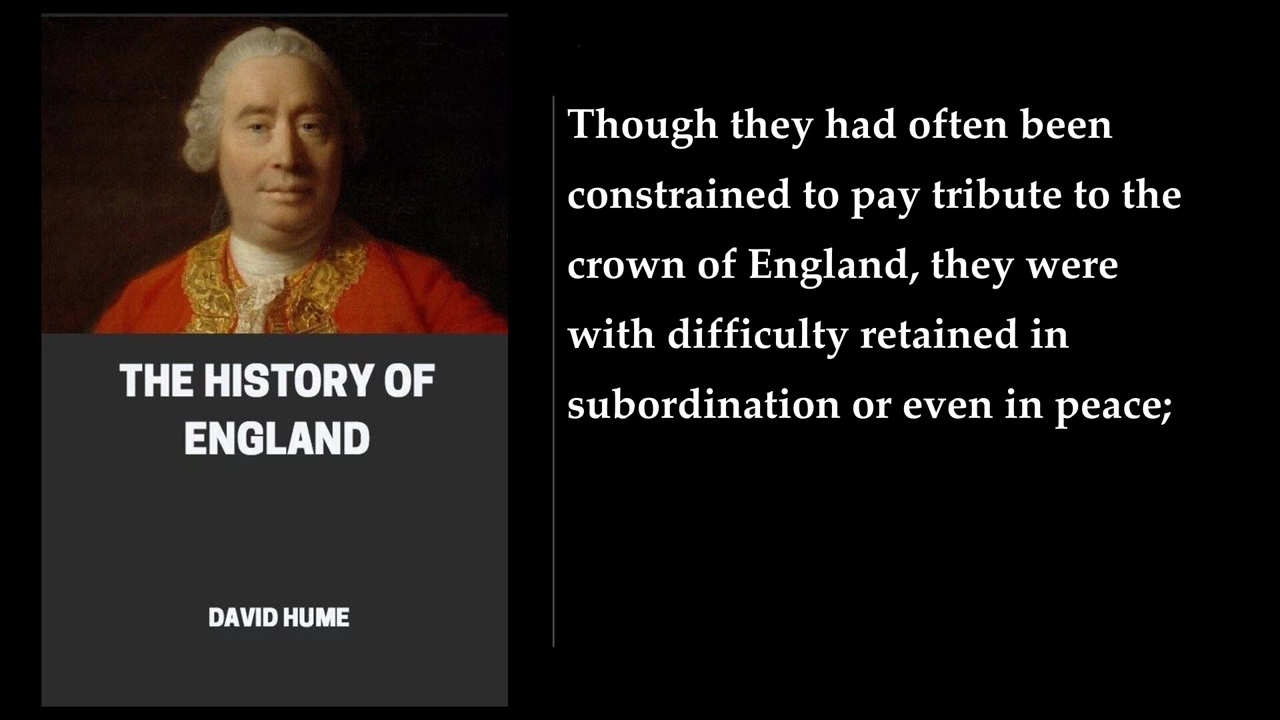 THE HISTORY OF
ENGLAND
DAVID HUME
Though they had often been
constrained to pay tribute to the
crown of England, they were
with difficulty retained in
subordination or even in peace;